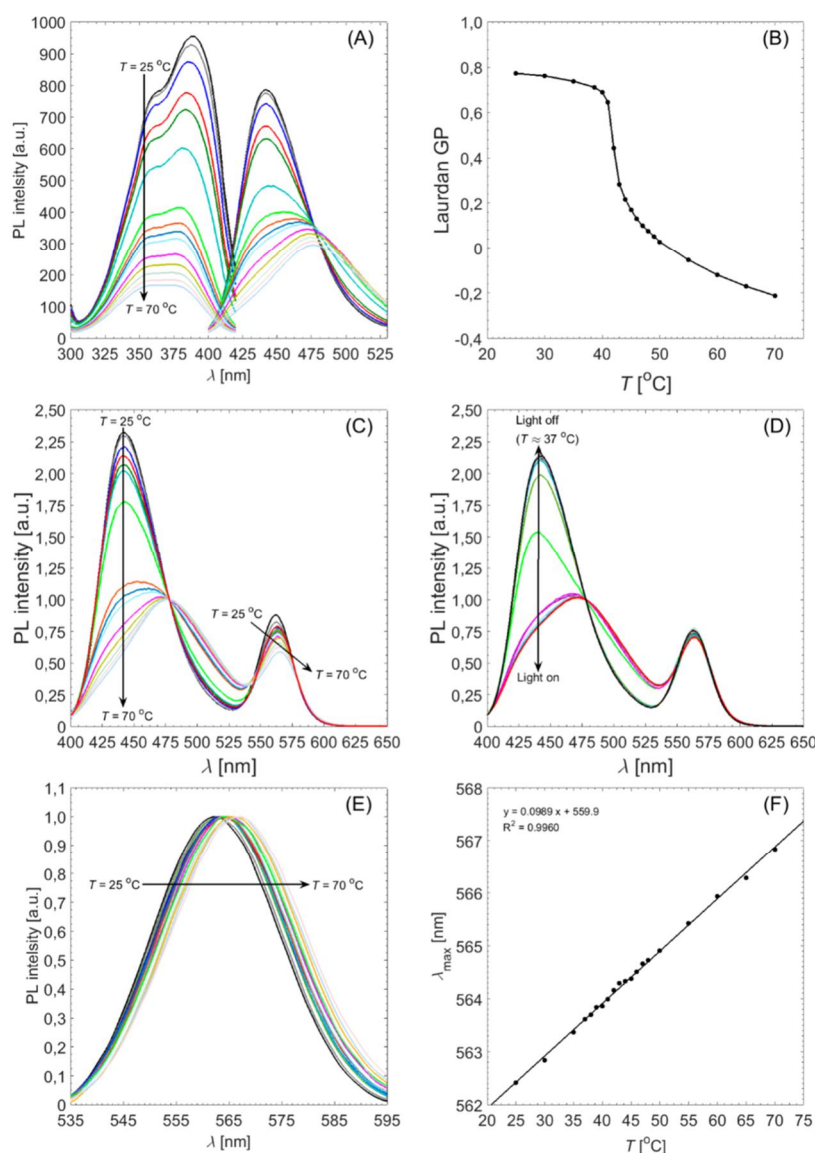 (A)
1000
900
800
700
600
500
400
300
200
100
0
PL intelsity [a.u.]
T = 25 °C
T = 70 °C
300 325 350 375 400 425 450 475 500 525
λ [nm]
(B)
1,0
0,8
0,6
0,4
0,2
0
-0,2
-0,4
Laurdan GP
20 30 40 50 60 70
T [°C]
(C)
2,50
2,25
2,00
1,75
1,50
1,25
1,00
0,75
0,50
0,25
0
PL intensity [a.u.]
T = 25 °C
T = 25 °C
T = 70 °C
T = 70 °C
400 425 450 475 500 525 550 575 600 625 650
λ [nm]
(D)
2,50
2,25
2,00
1,75
1,50
1,25
1,00
0,75
0,50
0,25
0
PL intensity [a.u.]
Light off
(T ≈ 37 °C)
Light on
400 425 450 475 500 525 550 575 600 625 650
λ [nm]
(E)
1,1
1,0
0,9
0,8
0,7
0,6
0,5
0,4
0,3
0,2
0,1
0
PL intelsity [a.u.]
T = 25 °C T = 70 °C
535 545 555 565 575 585 595
λ [nm]
(F)
568
567
566
565
564
563
562
λmax [nm]
y = 0.0989 x + 559.9
R² = 0.9960
20 25 30 35 40 45 50 55 60 65 70 75
T [°C]